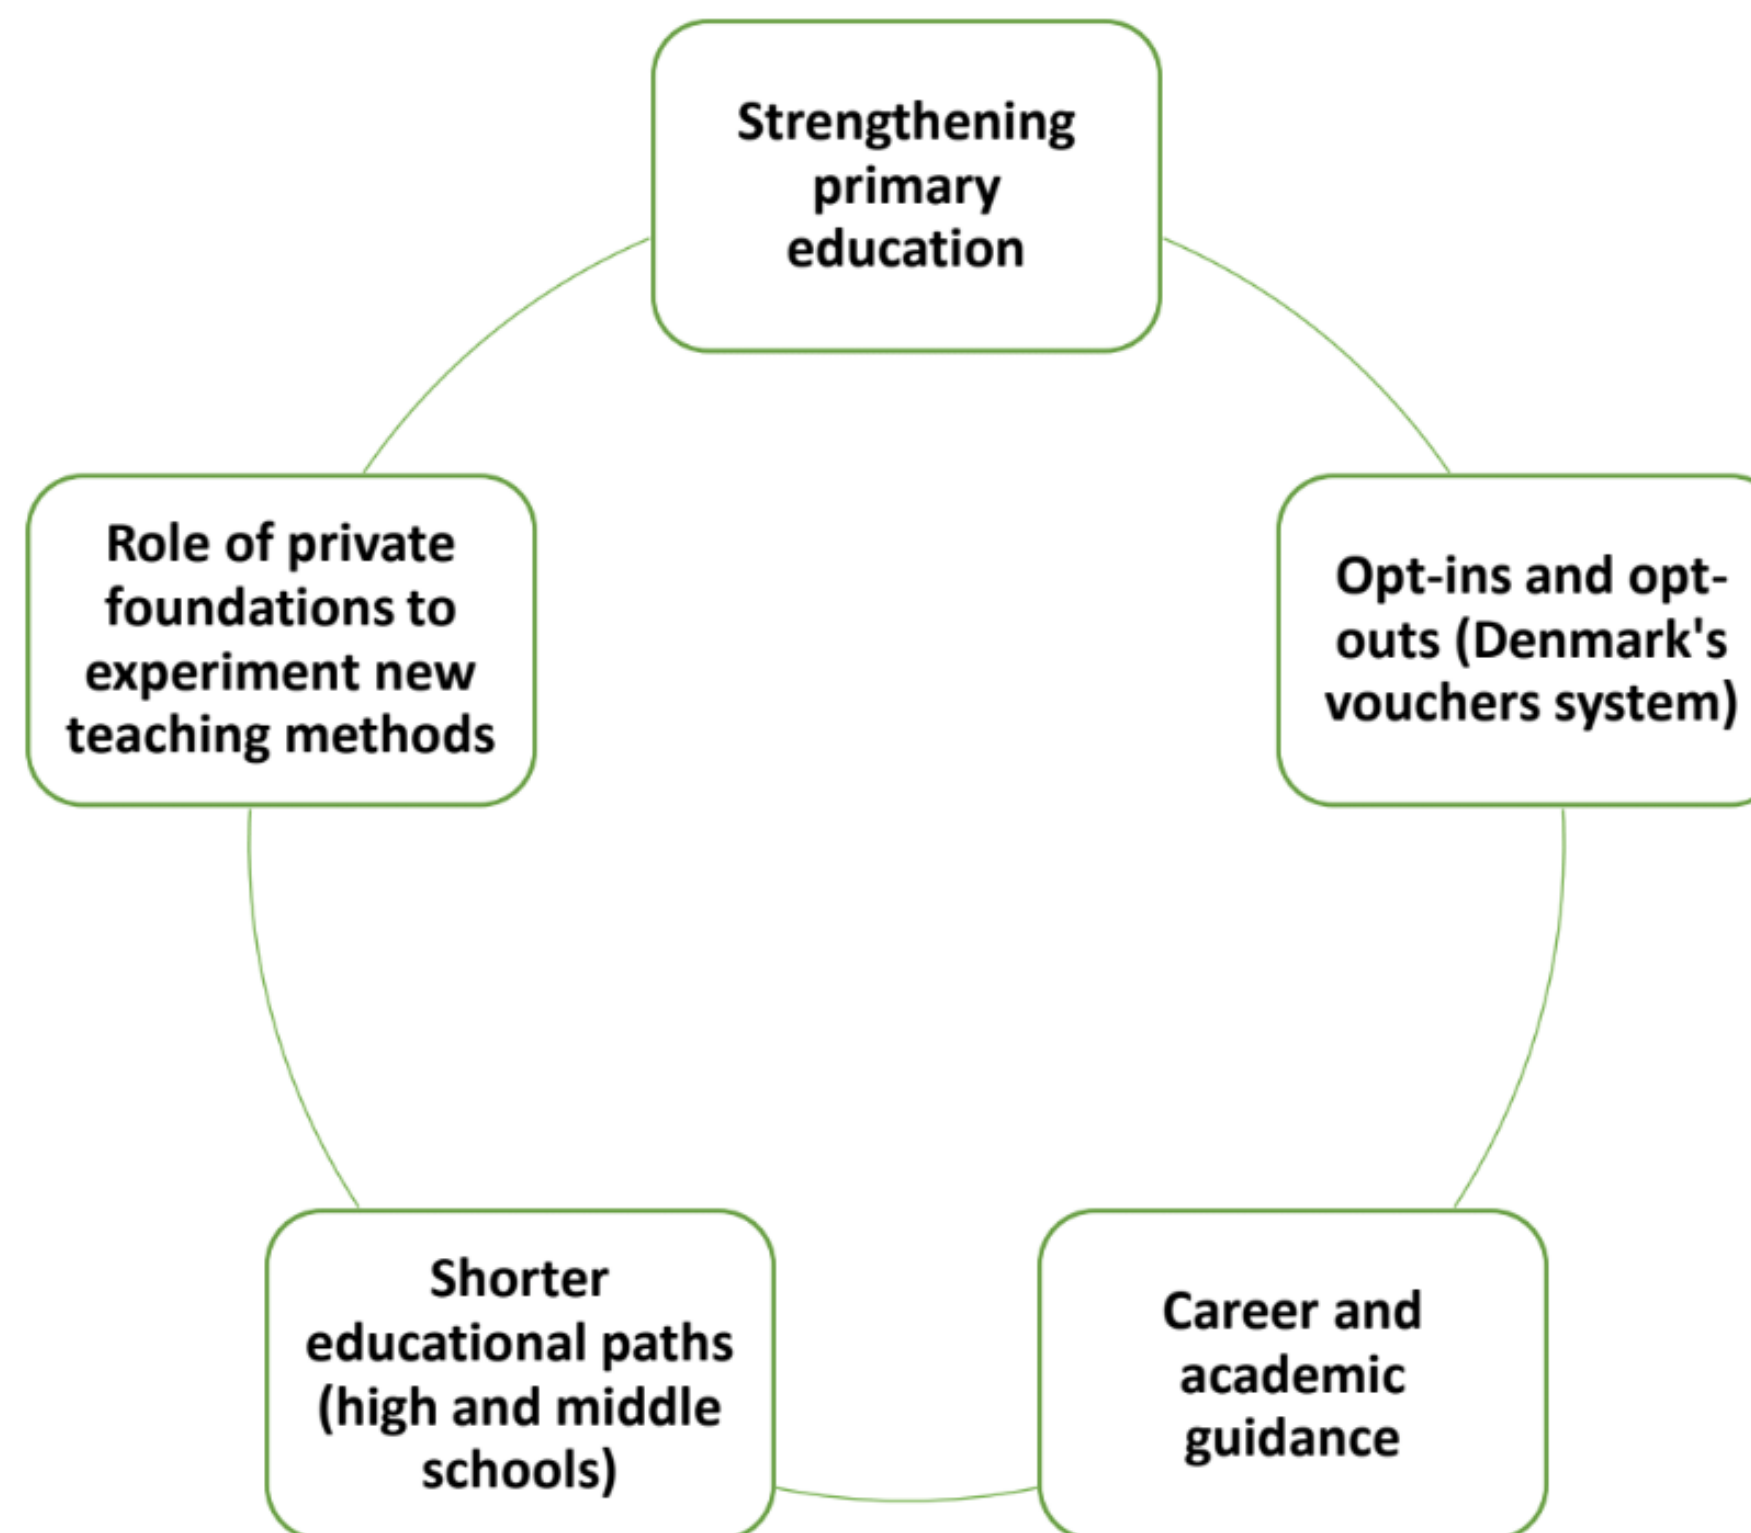 Strengthening
primary
education
Opt-ins and opt-
outs (Denmark's
vouchers system)
Career and
academic
guidance
Shorter
educational paths
(high and middle
schools)
Role of private
foundations to
experiment new
teaching methods